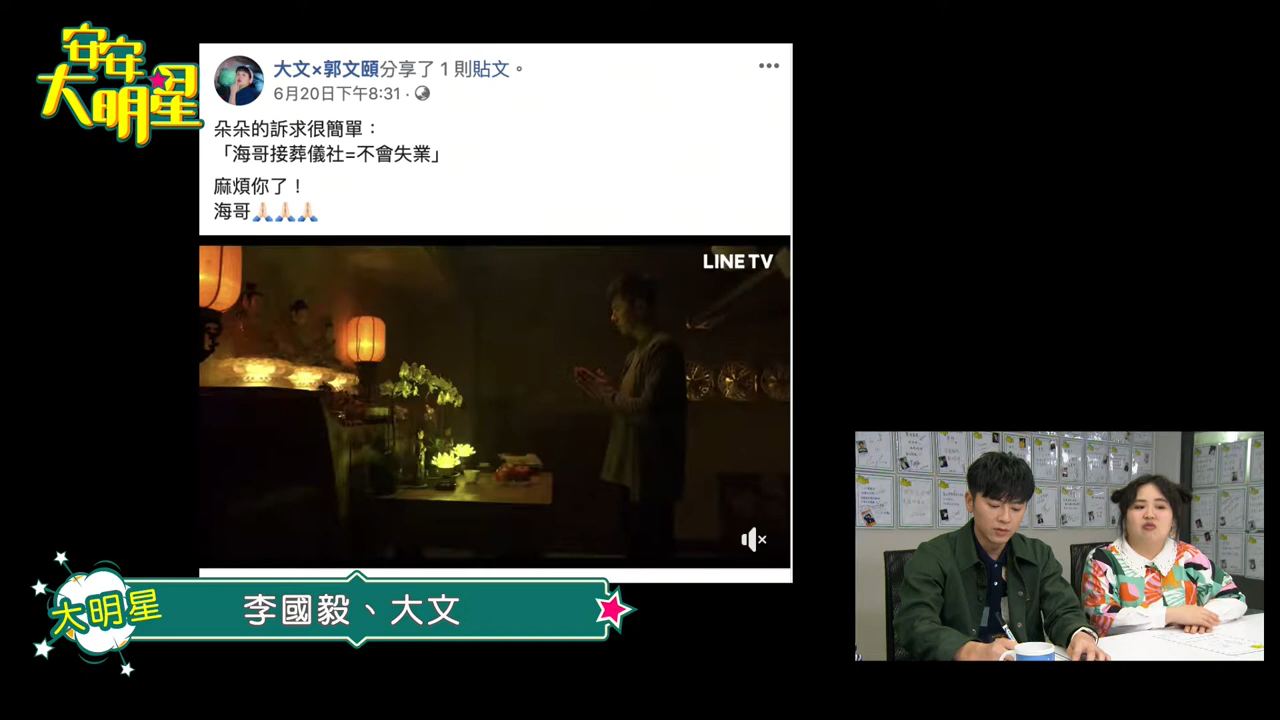 安安
大明星
大文×郭文頤分享了 1 則貼文。
6月20日下午8:31 ·
朵朵的訴求很簡單：
「海哥接葬儀社=不會失業」
麻煩你了！
海哥🙏🏻🙏🏻🙏🏻
LINE TV
大明星
李國毅、大文